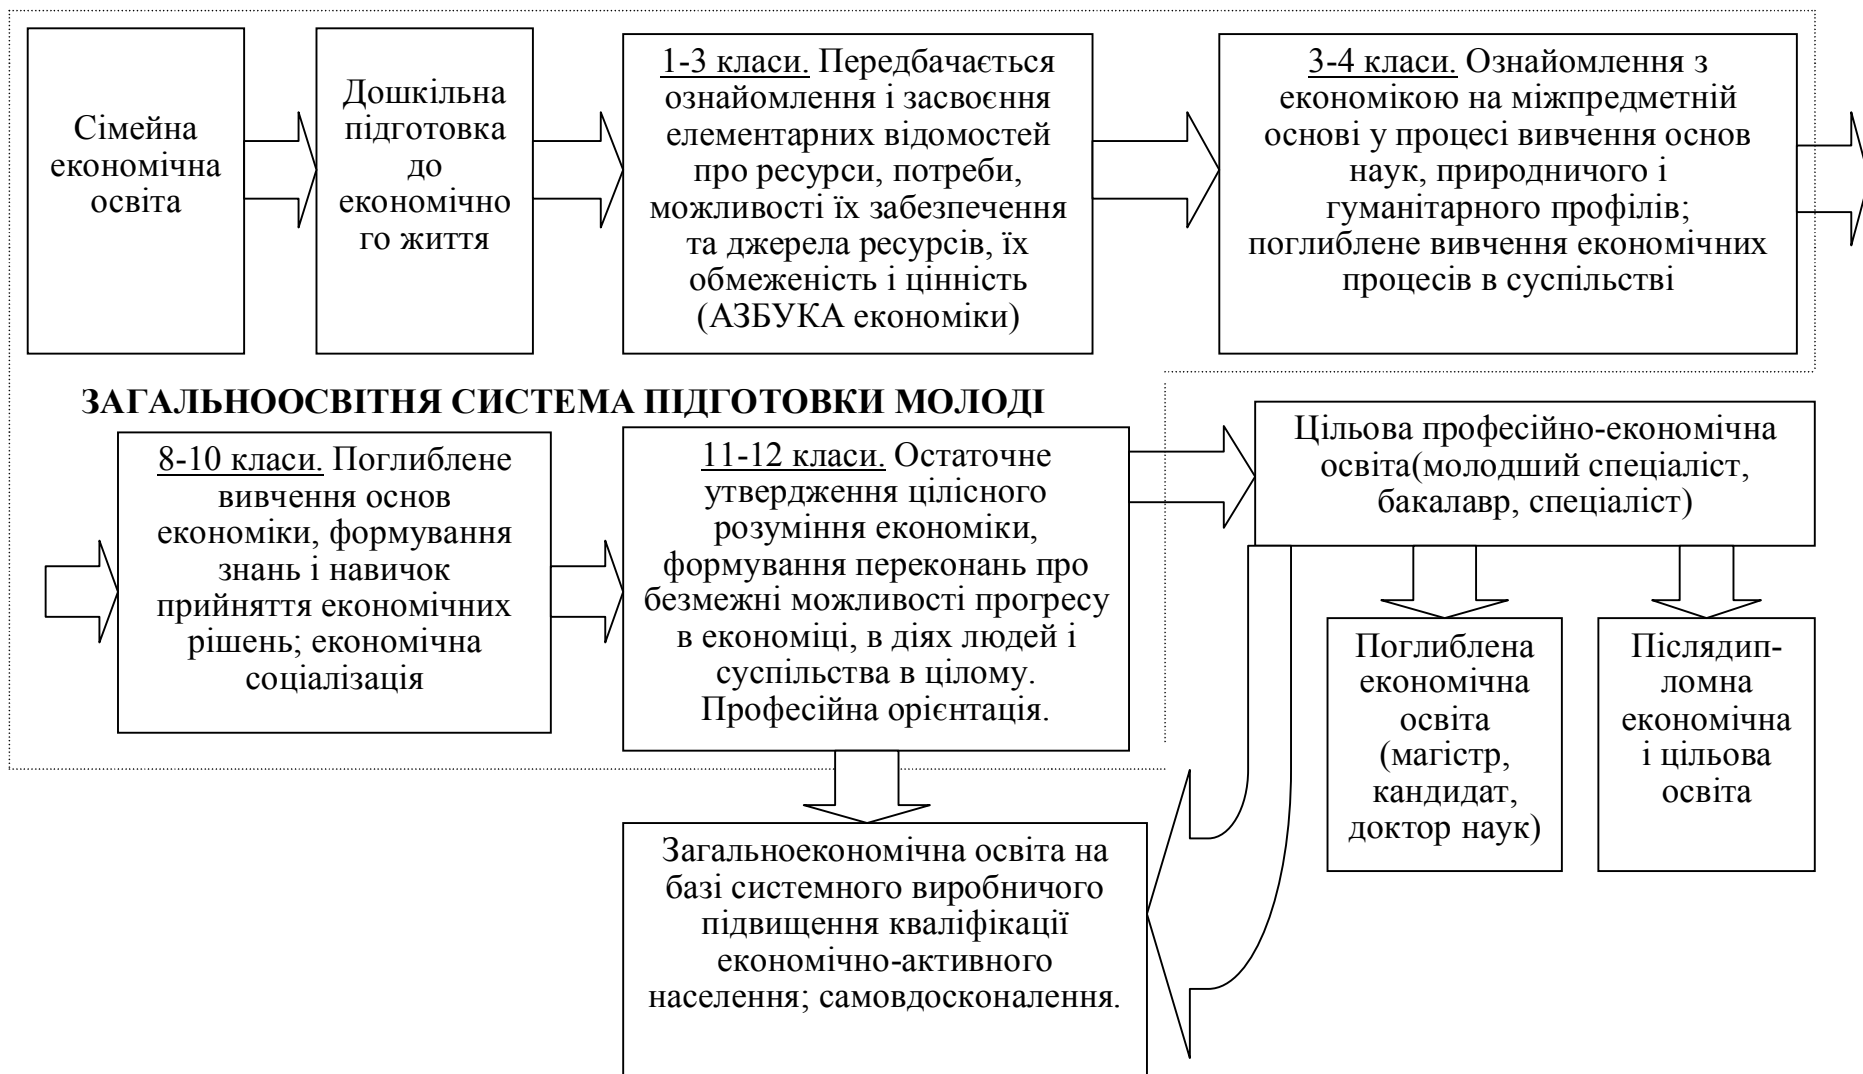 Сімейна
економічна
освіта
Дошкільна
підготовка
до
економічно
го життя
1-3 класи. Передбачається
ознайомлення і засвоєння
елементарних відомостей
про ресурси, потреби,
можливості їх забезпечення
та джерела ресурсів, їх
обмеженість і цінність
(АЗБУКА економіки)
3-4 класи. Ознайомлення з
економікою на міжпредметній
основі у процесі вивчення основ
наук, природничого і
гуманітарного профілів;
поглиблене вивчення економічних
процесів в суспільстві
ЗАГАЛЬНООСВІТНЯ СИСТЕМА ПІДГОТОВКИ МОЛОДІ
8-10 класи. Поглиблене
вивчення основ
економіки, формування
знань і навичок
прийняття економічних
рішень; економічна
соціалізація
11-12 класи. Остаточне
утвердження цілісного
розуміння економіки,
формування переконань про
безмежні можливості прогресу
в економіці, в діях людей і
суспільства в цілому.
Професійна орієнтація.
Цільова професійно-економічна
освіта(молодший спеціаліст,
бакалавр, спеціаліст)
Поглиблена
економічна
освіта
(магістр,
кандидат,
доктор наук)
Післядип-
ломна
економічна
і цільова
освіта
Загальноекономічна освіта на
базі системного виробничого
підвищення кваліфікації
економічно-активного
населення; самовдосконалення.